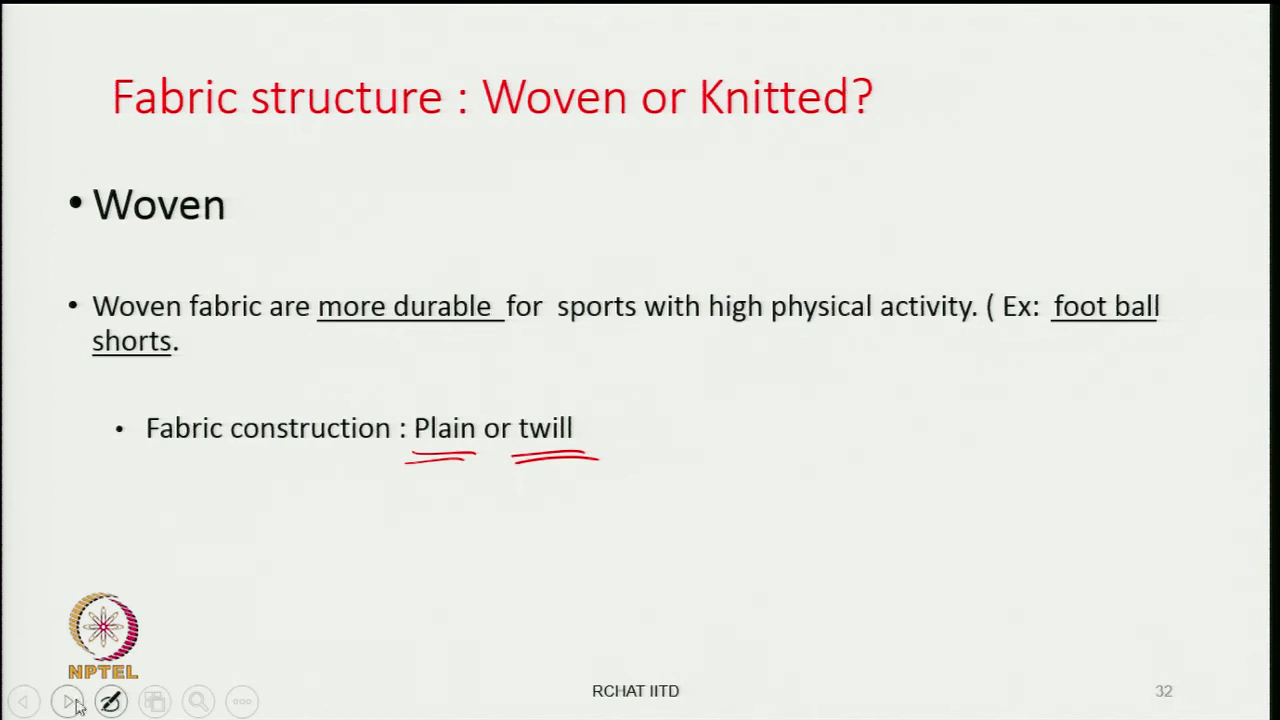 Fabric structure : Woven or Knitted?
• Woven
• Woven fabric are more durable for sports with high physical activity. ( Ex: foot ball
shorts.
• Fabric construction : Plain or twill
NPTEL
RCHAT IITD
32